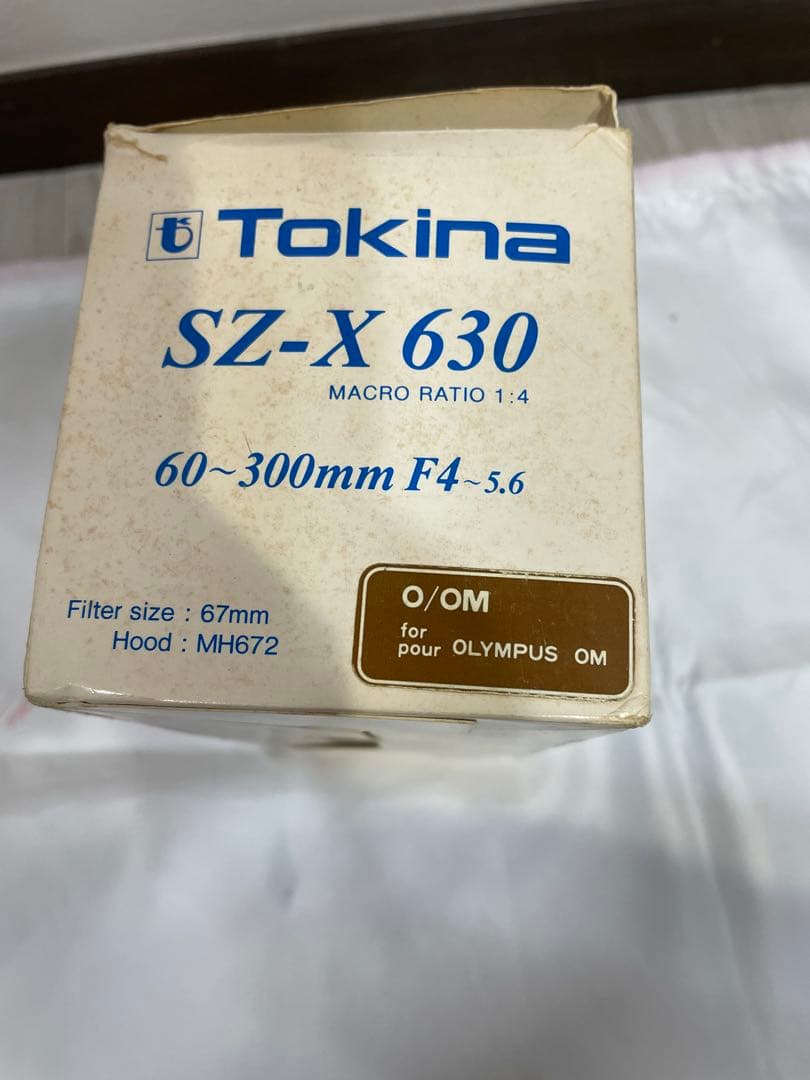 Tokina
SZ-X 630
MACRO RATIO 1:4
60~300mm F4~5.6
Filter size : 67mm
Hood : MH672
O/OM
for
pour OLYMPUS OM